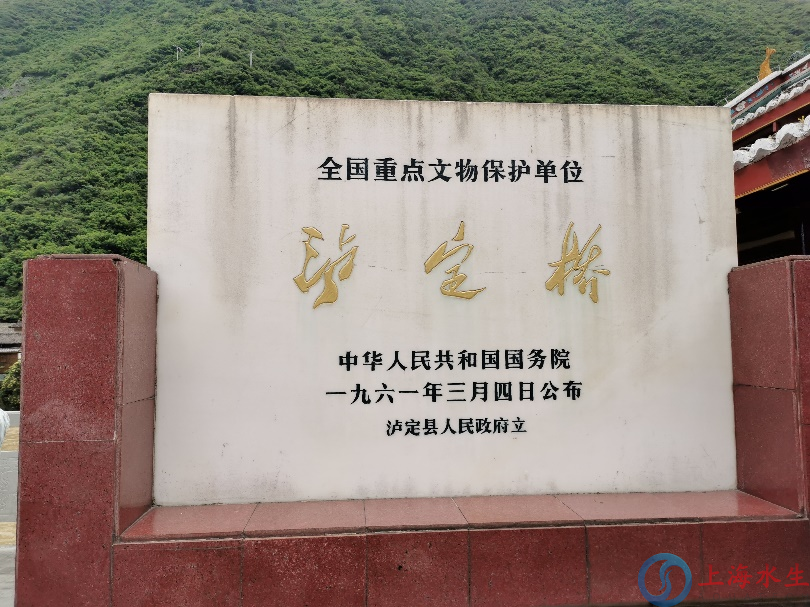 全国重点文物保护单位
泸定桥
中华人民共和国国务院
一九六一年三月四日公布
泸定县人民政府立
上海水生